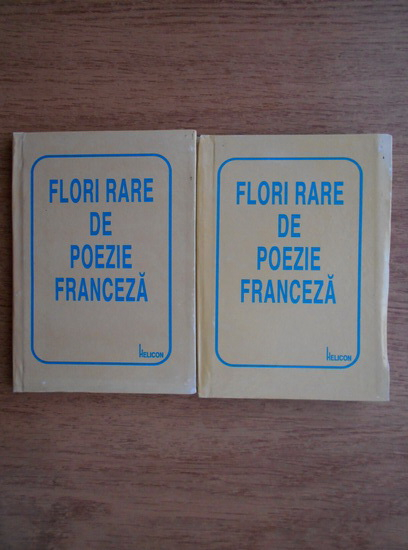 FLORI RARE
DE
POEZIE
FRANCEZĂ
HELICON
FLORI RARE
DE
POEZIE
FRANCEZĂ
HELICON